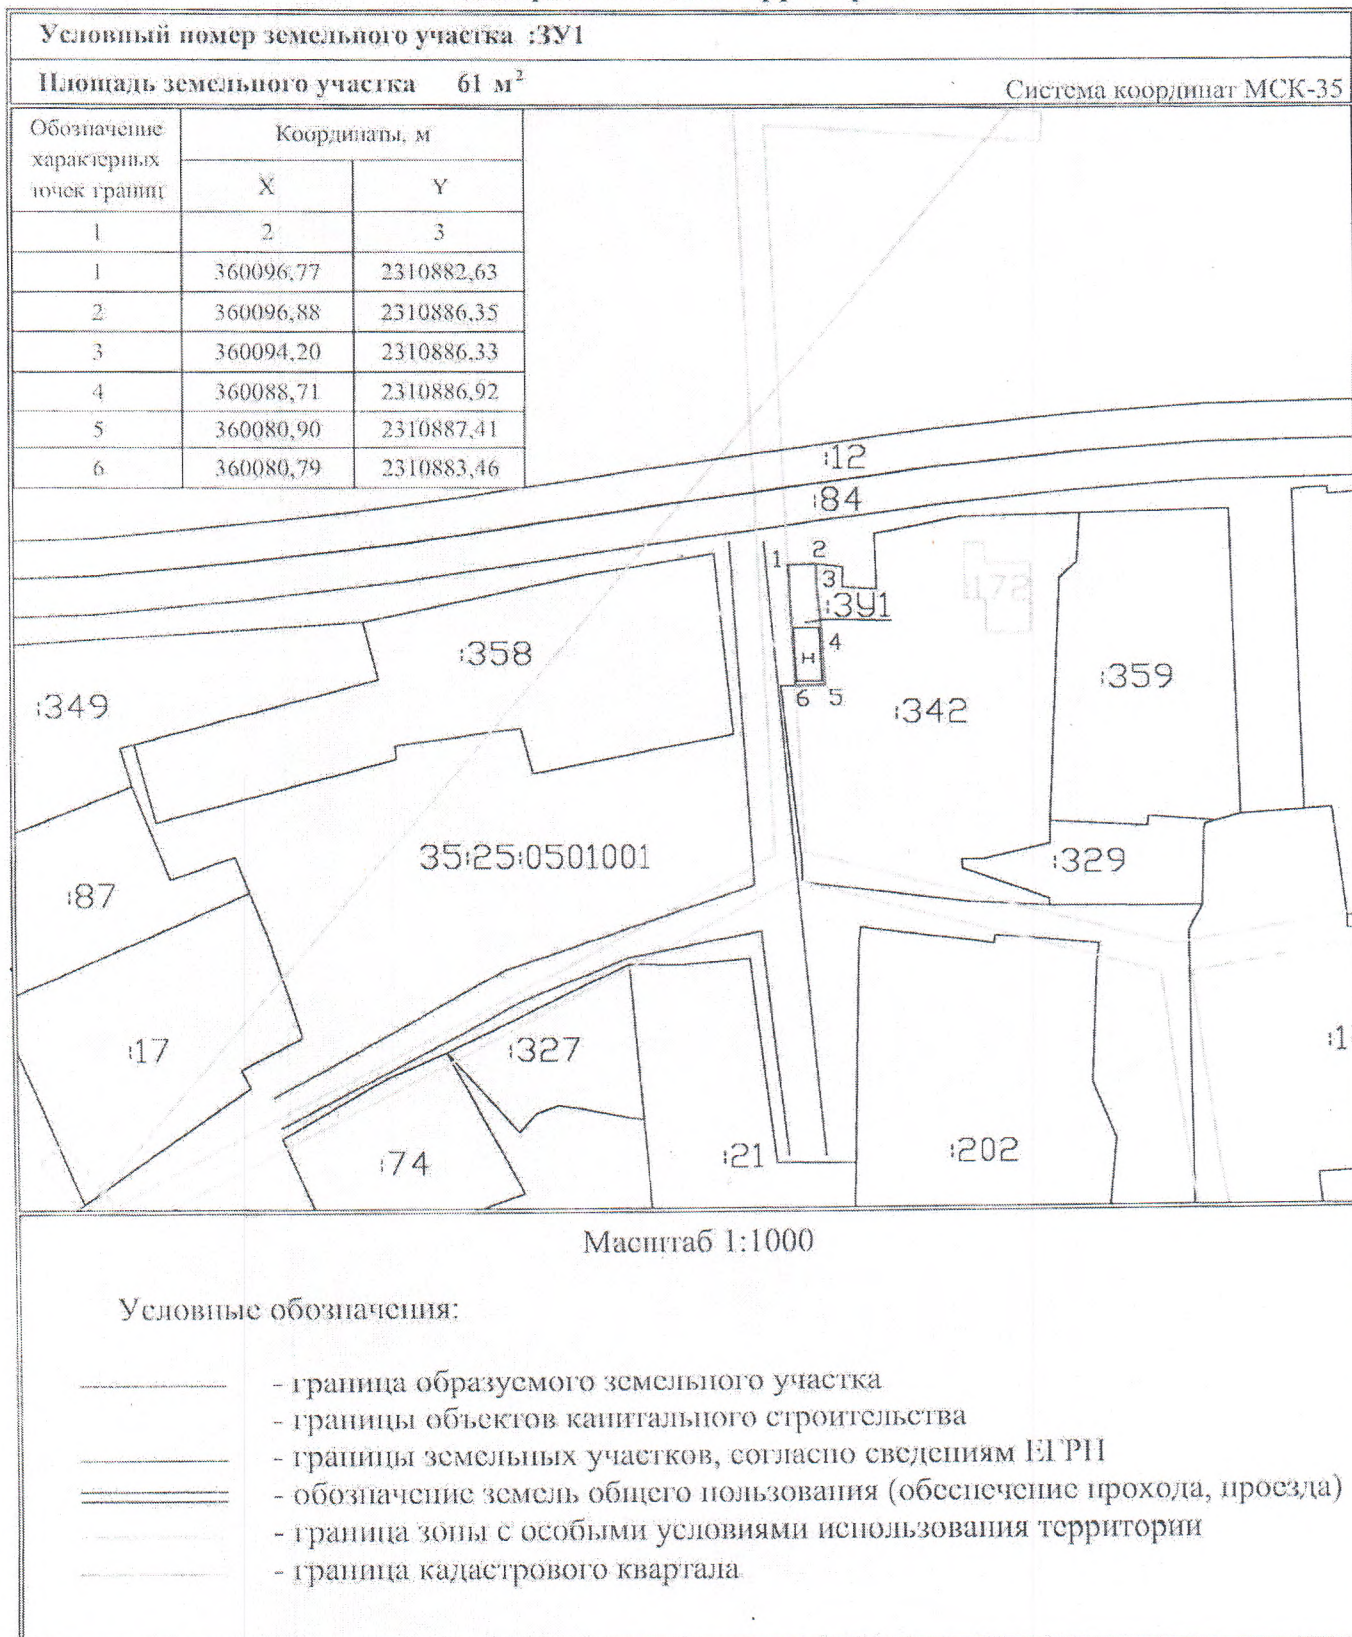 Условный номер земельного участка :ЗУ1
Площадь земельного участка 61 м²
Система координат МСК-35
Обозначение характерных точек границ
Координаты, м
X Y
1 2 3
1 360096,77 2310882,63
2 360096,88 2310886,35
3 360094,20 2310886,33
4 360088,71 2310886,92
5 360080,90 2310887,41
6 360080,79 2310883,46
:12
:84
1 2
3
:ЗУ1
:358
4
Н
:359
:349
6 5
:342
35:25:0501001
:329
:87
:17
:327
:1
:74
:21
:202
Масштаб 1:1000
Условные обозначения:
- граница образуемого земельного участка
- границы объектов капитального строительства
- границы земельных участков, согласно сведениям ЕГРН
- обозначение земель общего пользования (обеспечение прохода, проезда)
- граница зоны с особыми условиями использования территории
- граница кадастрового квартала